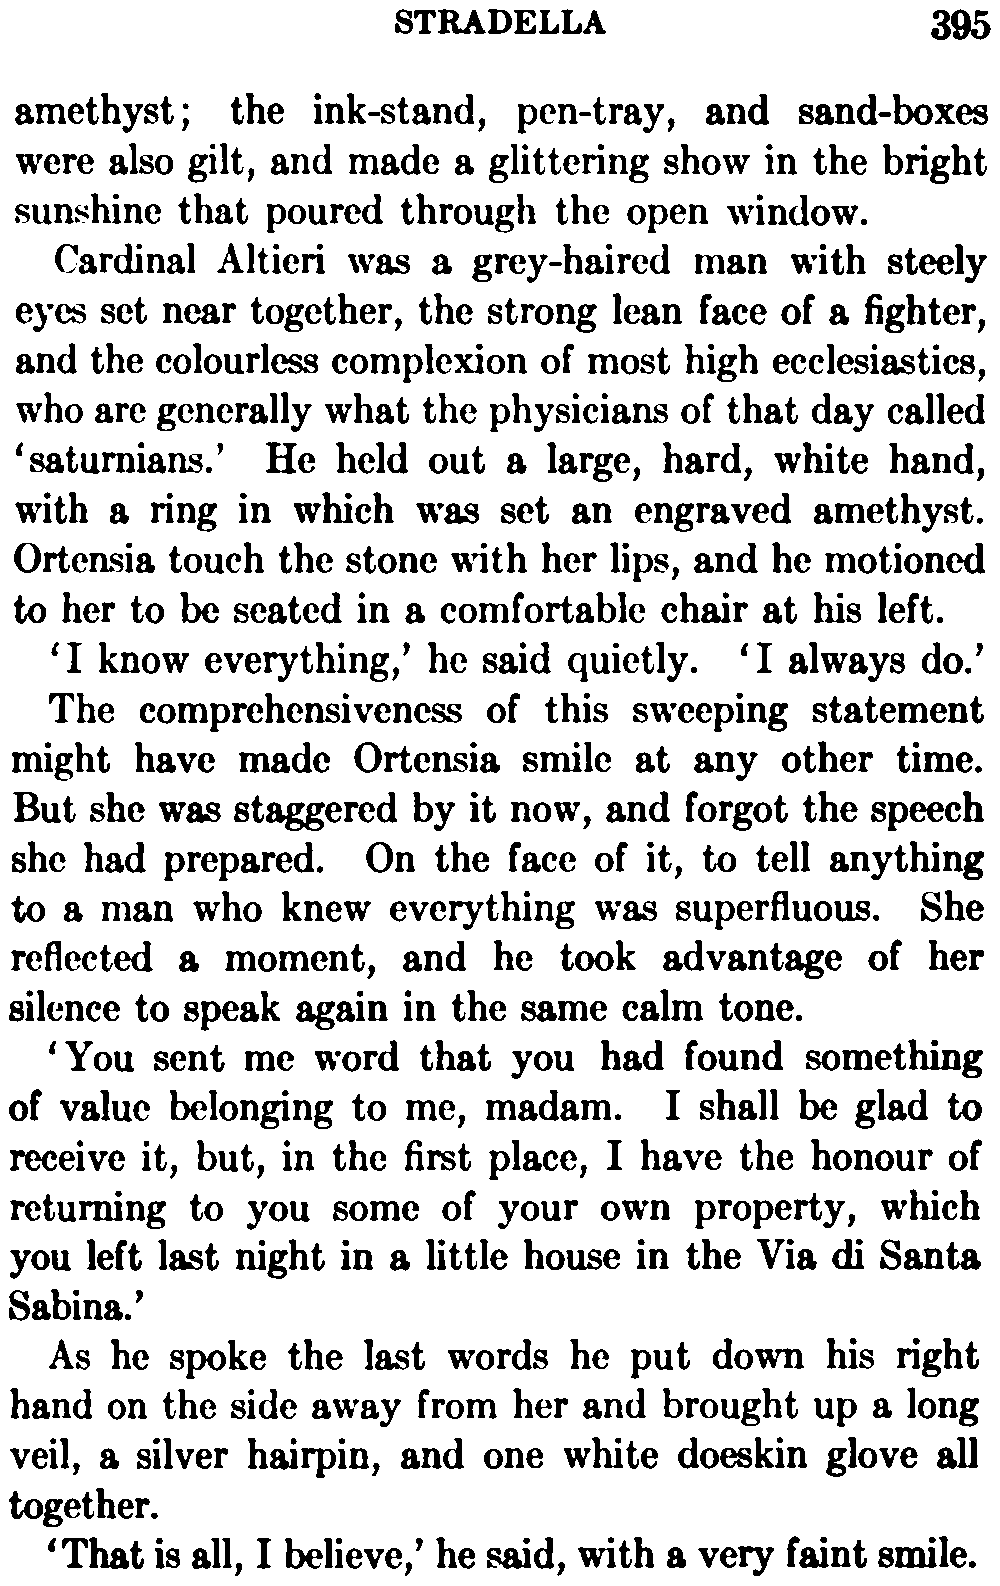 STRADELLA 395
amethyst; the ink-stand, pen-tray, and sand-boxes
were also gilt, and made a glittering show in the bright
sunshine that poured through the open window.
Cardinal Altieri was a grey-haired man with steely
eyes set near together, the strong lean face of a fighter,
and the colourless complexion of most high ecclesiastics,
who are generally what the physicians of that day called
‘saturnians.’ He held out a large, hard, white hand,
with a ring in which was set an engraved amethyst.
Ortensia touch the stone with her lips, and he motioned
to her to be seated in a comfortable chair at his left.
‘I know everything,’ he said quietly. ‘I always do.’
The comprehensiveness of this sweeping statement
might have made Ortensia smile at any other time.
But she was staggered by it now, and forgot the speech
she had prepared. On the face of it, to tell anything
to a man who knew everything was superfluous. She
reflected a moment, and he took advantage of her
silence to speak again in the same calm tone.
‘You sent me word that you had found something
of value belonging to me, madam. I shall be glad to
receive it, but, in the first place, I have the honour of
returning to you some of your own property, which
you left last night in a little house in the Via di Santa
Sabina.’
As he spoke the last words he put down his right
hand on the side away from her and brought up a long
veil, a silver hairpin, and one white doeskin glove all
together.
‘That is all, I believe,’ he said, with a very faint smile.